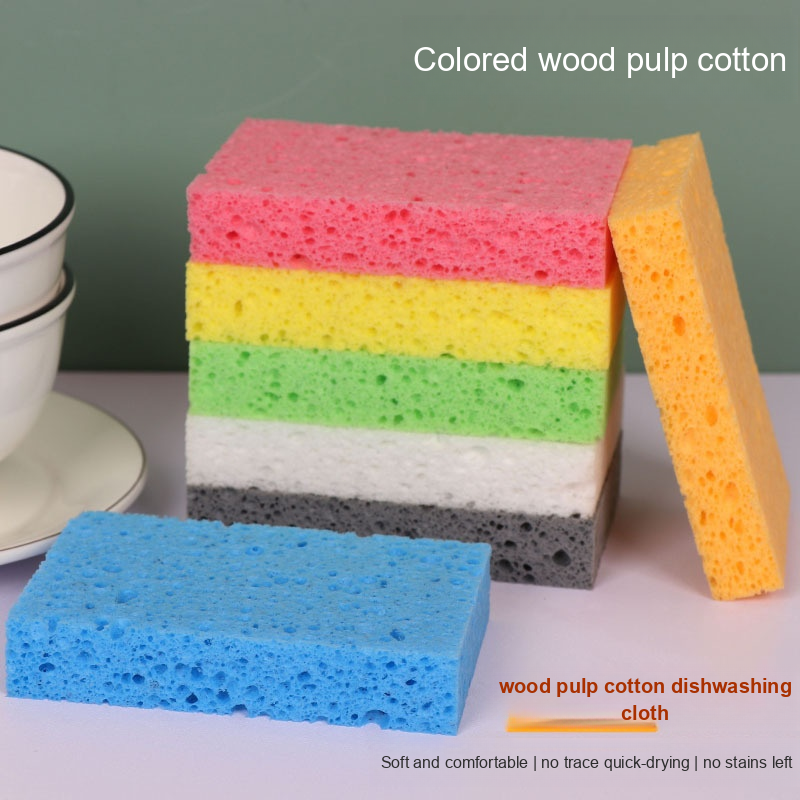 Colored wood pulp cotton
wood pulp cotton dishwashing
cloth
Soft and comfortable | no trace quick-drying | no stains left